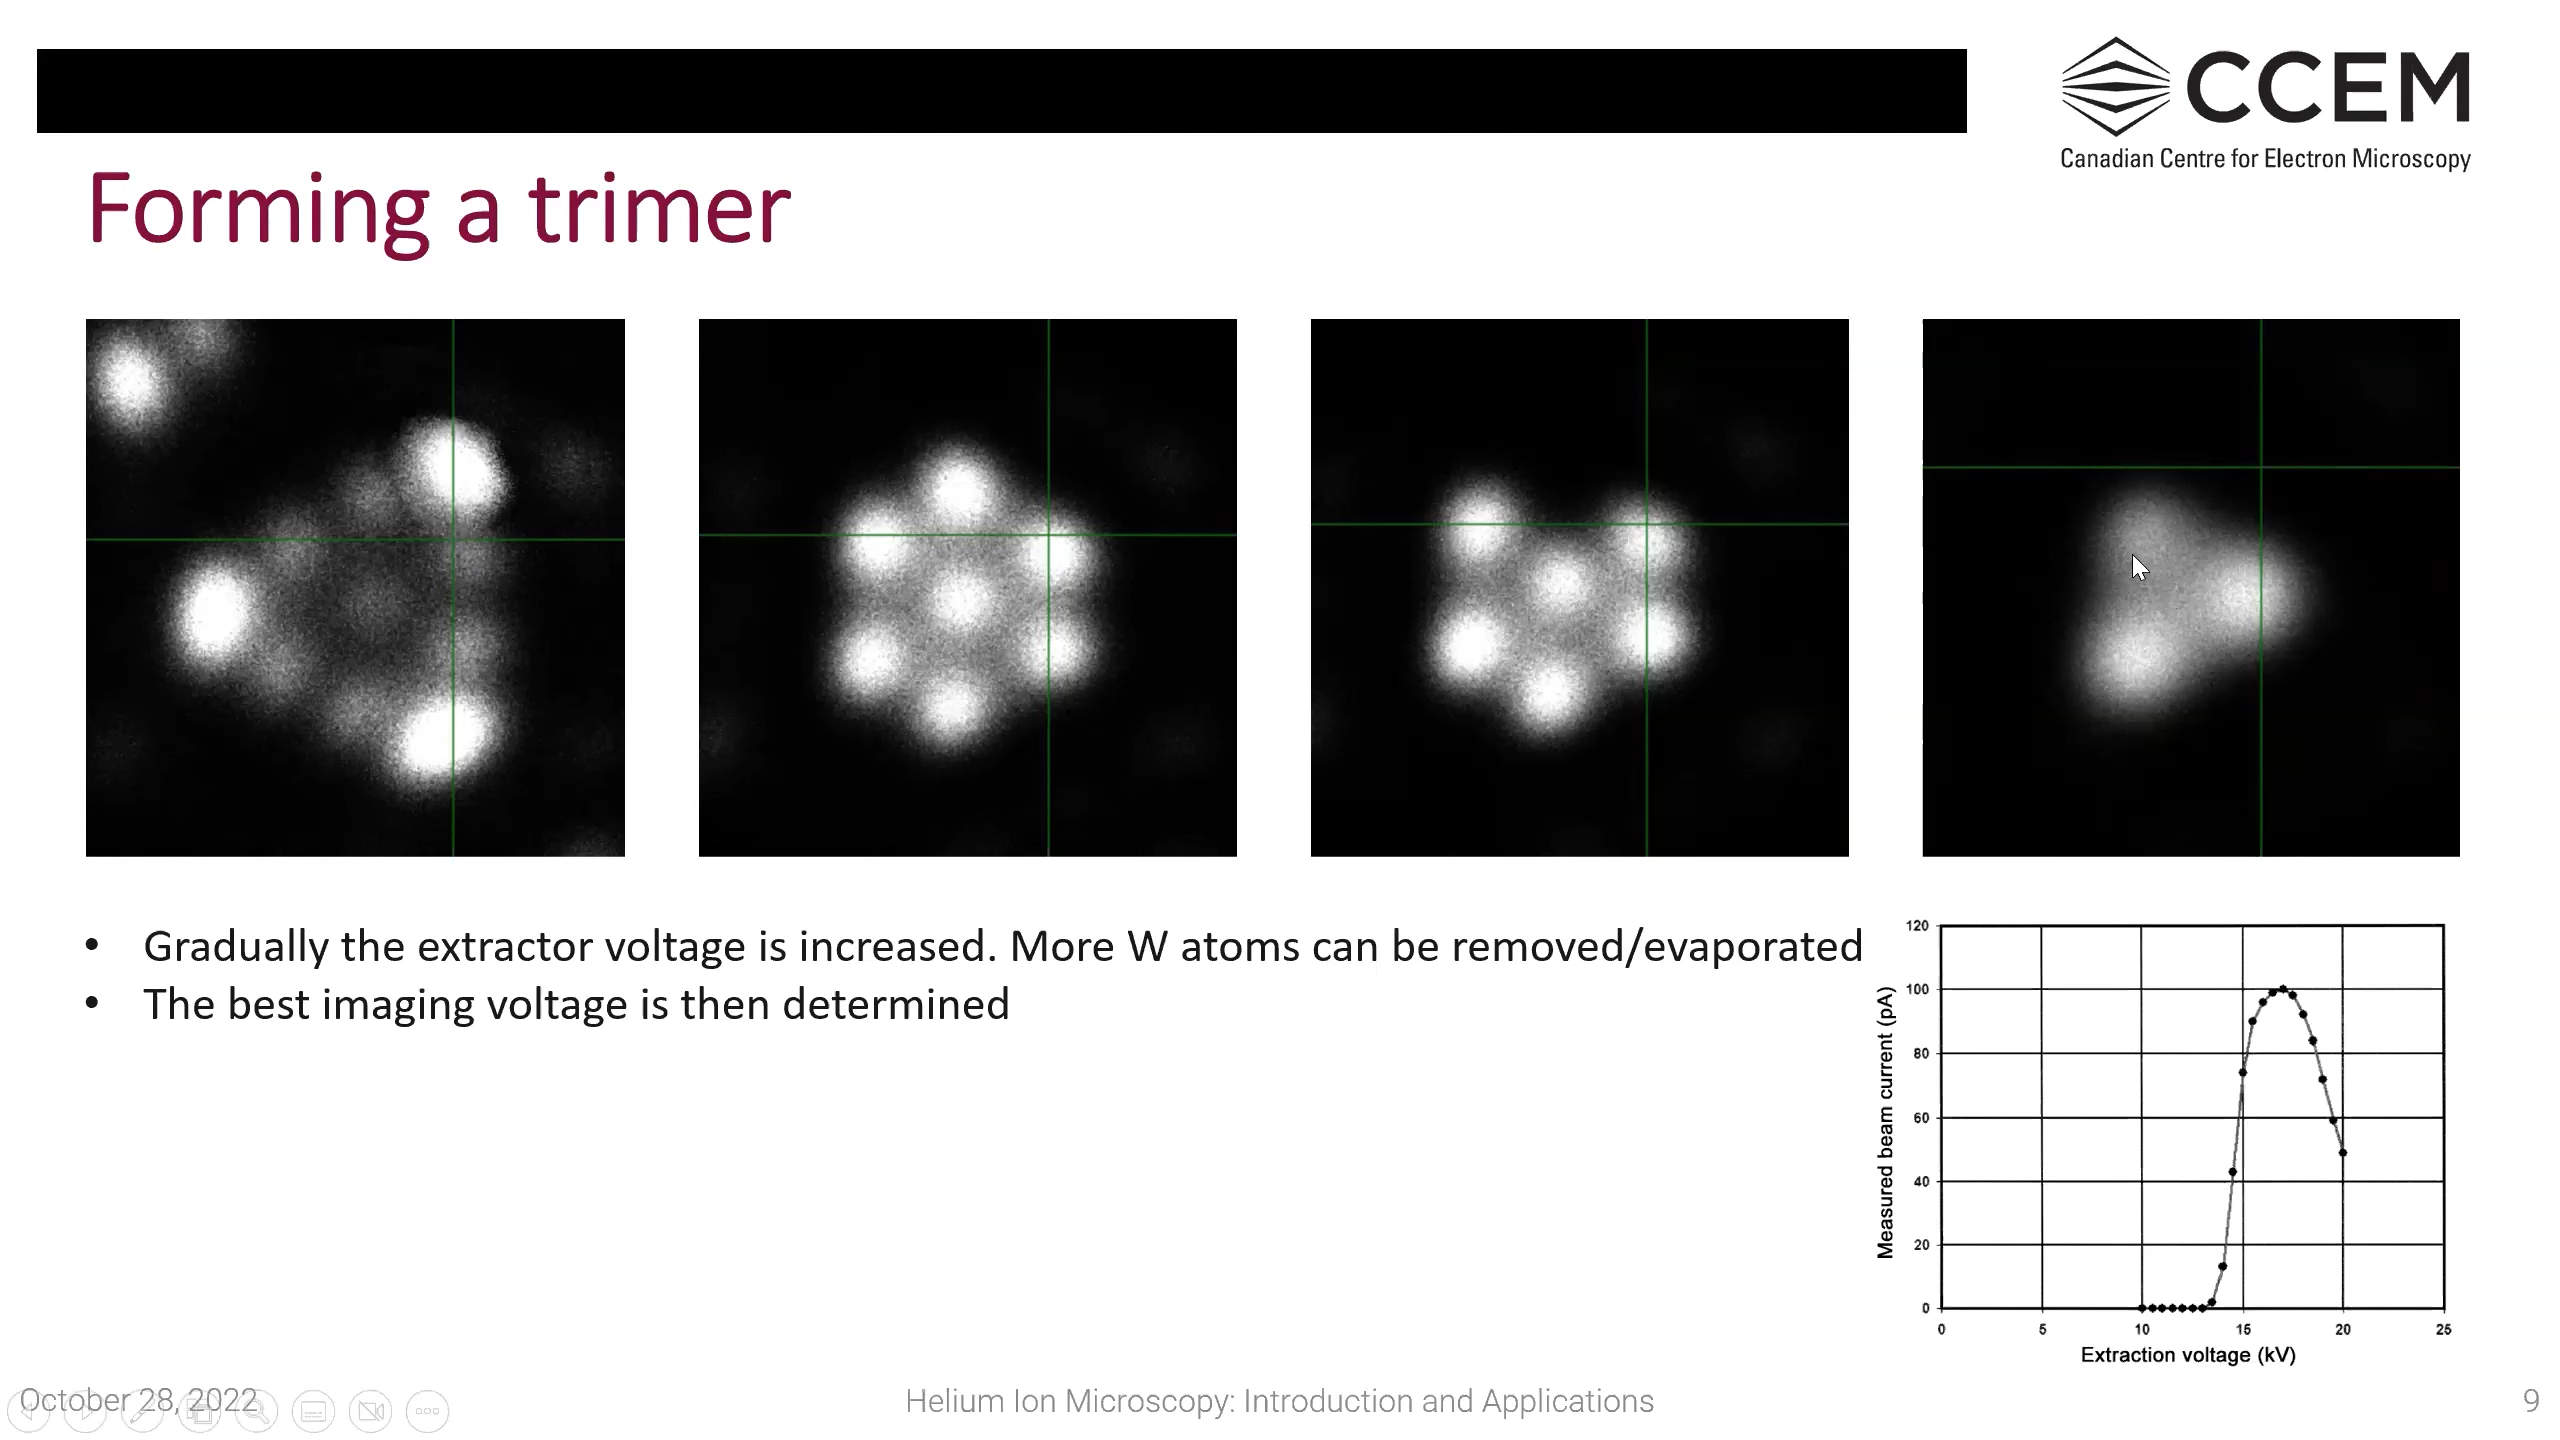 CCEM
Canadian Centre for Electron Microscopy
Forming a trimer
• Gradually the extractor voltage is increased. More W atoms can be removed/evaporated
• The best imaging voltage is then determined
Measured beam current (pA)
120
100
80
60
40
20
0
0 5 10 15 20 25
Extraction voltage (kV)
October 28, 2022
Helium Ion Microscopy: Introduction and Applications
9